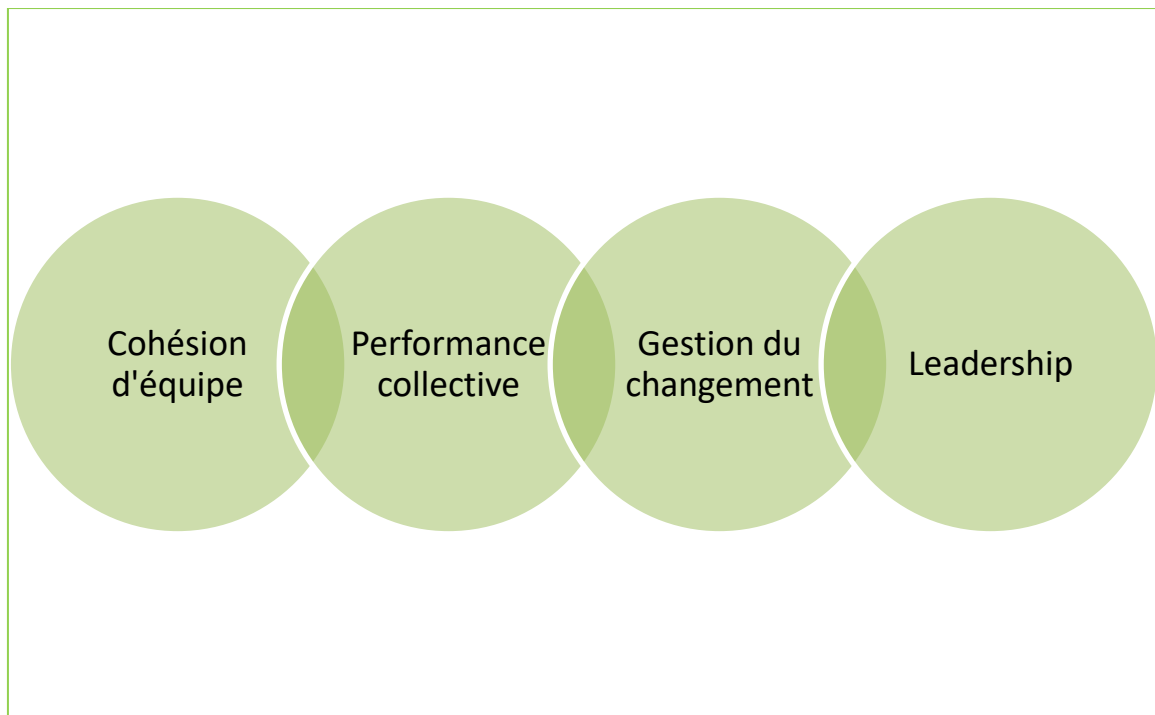 Cohésion
d'équipe
Performance
collective
Gestion du
changement
Leadership